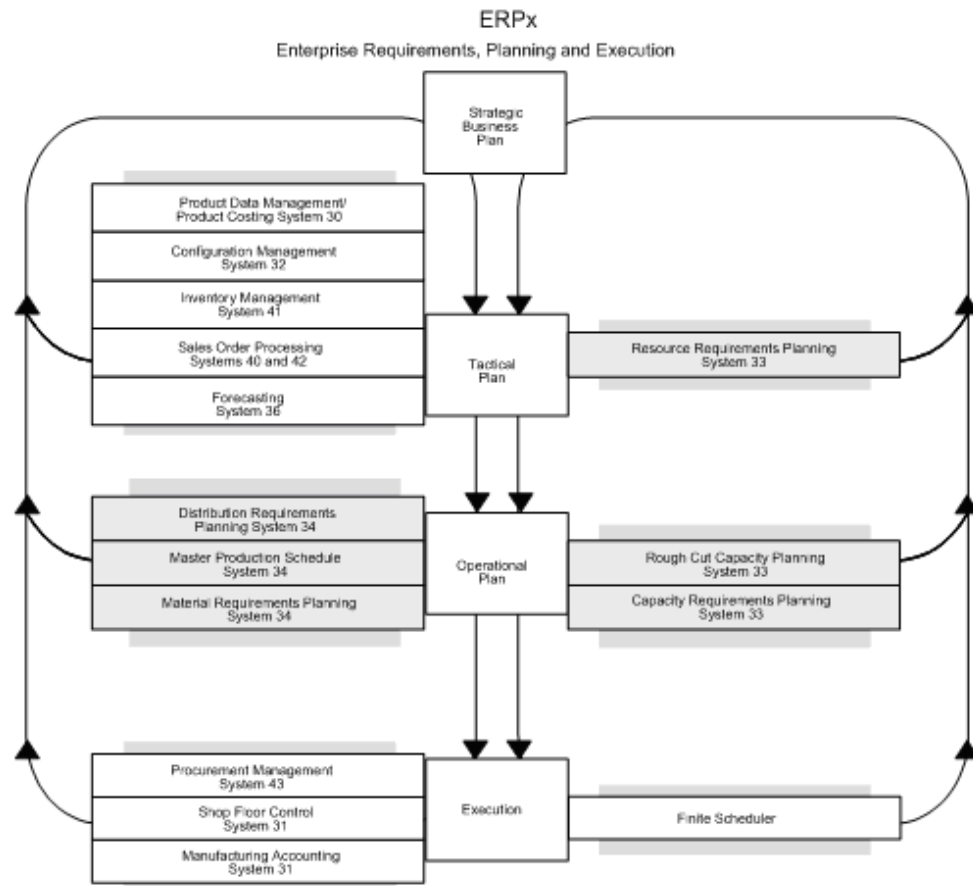 ERPx
Enterprise Requirements, Planning and Execution
Strategic
Business
Plan
Product Data Management/
Product Costing System 30
Configuration Management
System 32
Inventory Management
System 41
Sales Order Processing
Systems 40 and 42
Forecasting
System 36
Tactical
Plan
Resource Requirements Planning
System 33
Distribution Requirements
Planning System 34
Master Production Schedule
System 34
Material Requirements Planning
System 34
Operational
Plan
Rough Cut Capacity Planning
System 33
Capacity Requirements Planning
System 33
Procurement Management
System 43
Shop Floor Control
System 31
Manufacturing Accounting
System 31
Execution
Finite Scheduler